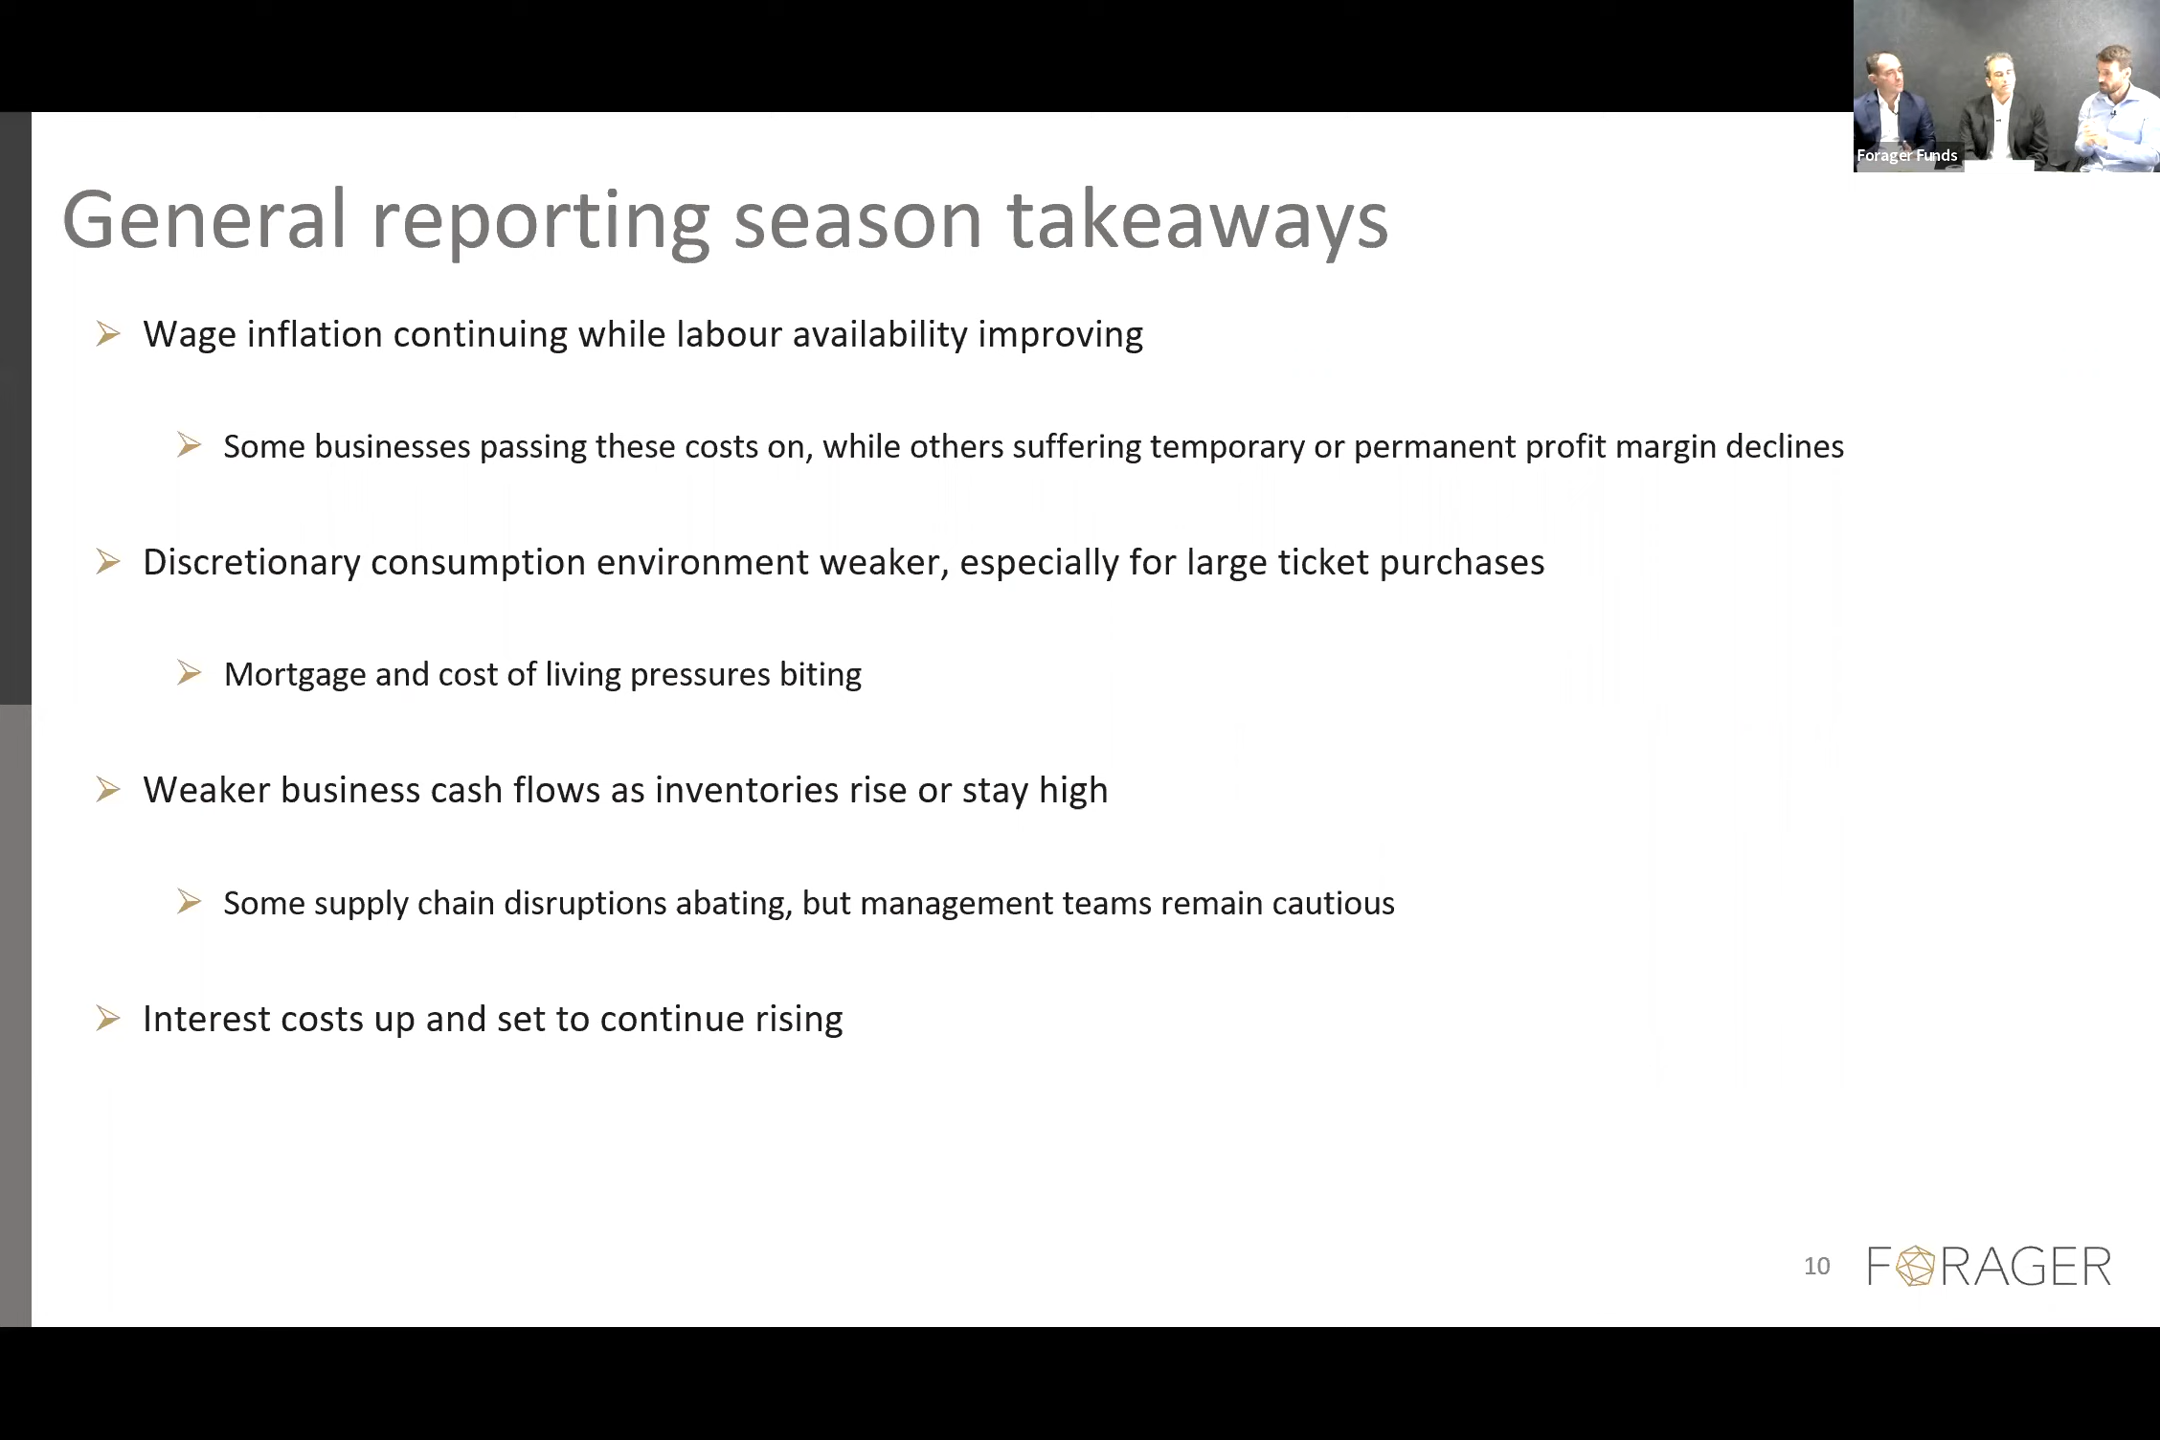 Forager Funds
General reporting season takeaways
Wage inflation continuing while labour availability improving
Some businesses passing these costs on, while others suffering temporary or permanent profit margin declines
Discretionary consumption environment weaker, especially for large ticket purchases
Mortgage and cost of living pressures biting
Weaker business cash flows as inventories rise or stay high
Some supply chain disruptions abating, but management teams remain cautious
Interest costs up and set to continue rising
10 FORAGER